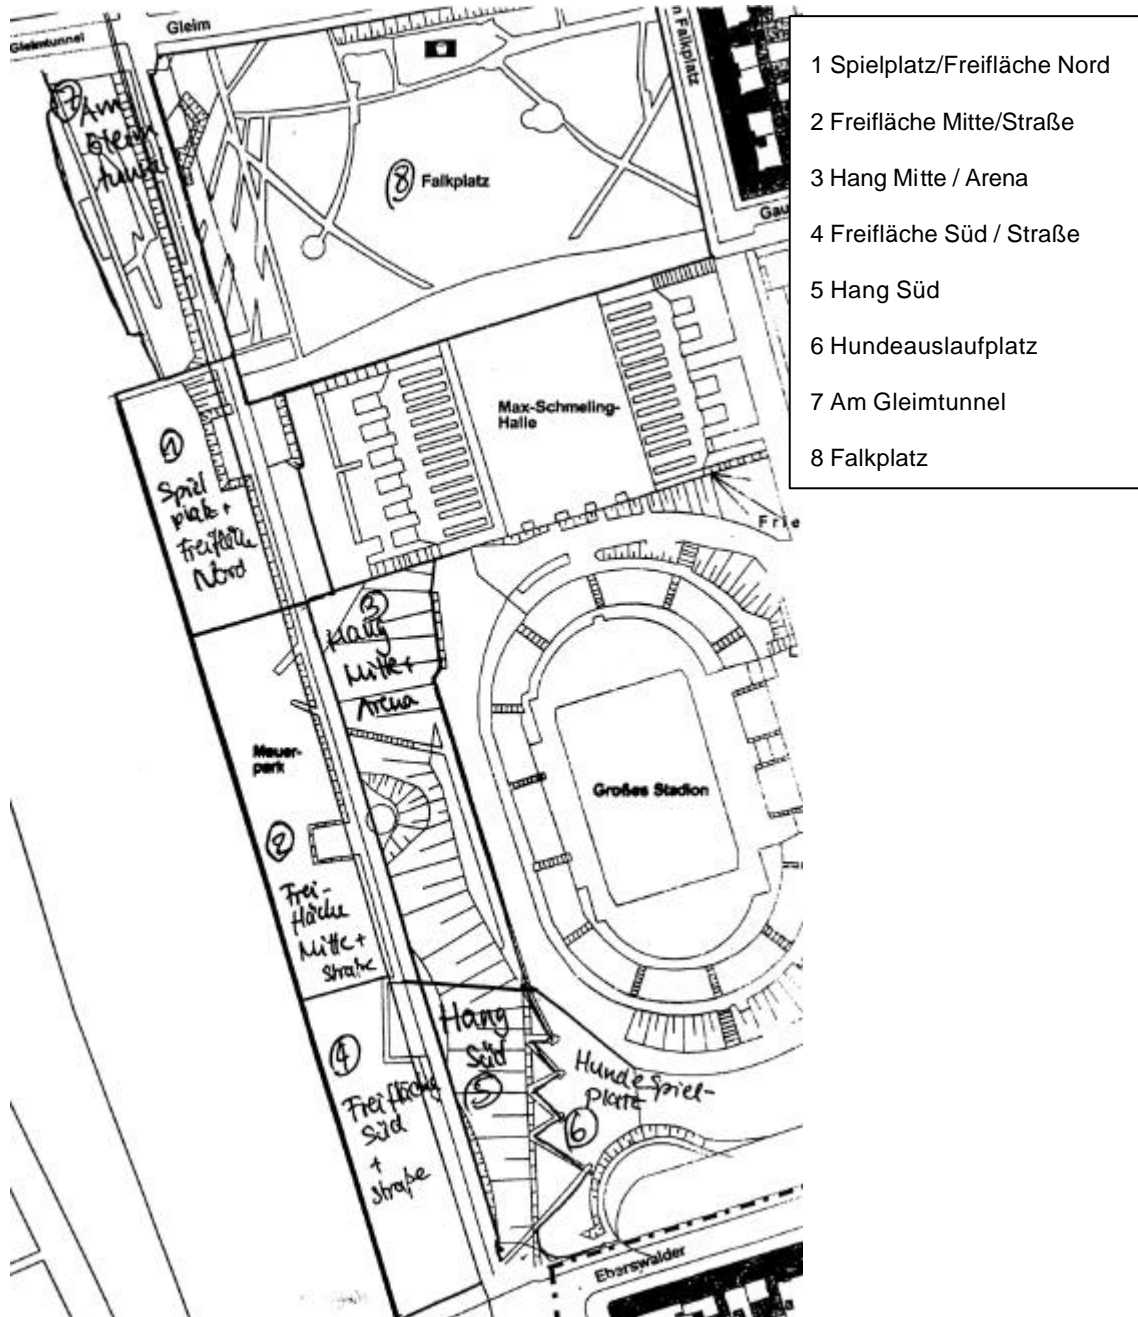 Gleim
Gleimtunnel
Falkplatz
7
Am
Gleim
tunnel
8
Falkplatz
Gau
Max-Schmeling-
Halle
1
Spiel
platz +
Freifläche
Nord
Frie
3
Hang
Mitte +
Arena
Mauer-
park
Großes Stadion
2
Frei-
fläche
Mitte +
Straße
Hang
Süd
5
4
Freifläche
Süd
+
Straße
Hunde Spiel-
platz
6
Eberswalder
1 Spielplatz/Freifläche Nord
2 Freifläche Mitte/Straße
3 Hang Mitte / Arena
4 Freifläche Süd / Straße
5 Hang Süd
6 Hundeauslaufplatz
7 Am Gleimtunnel
8 Falkplatz